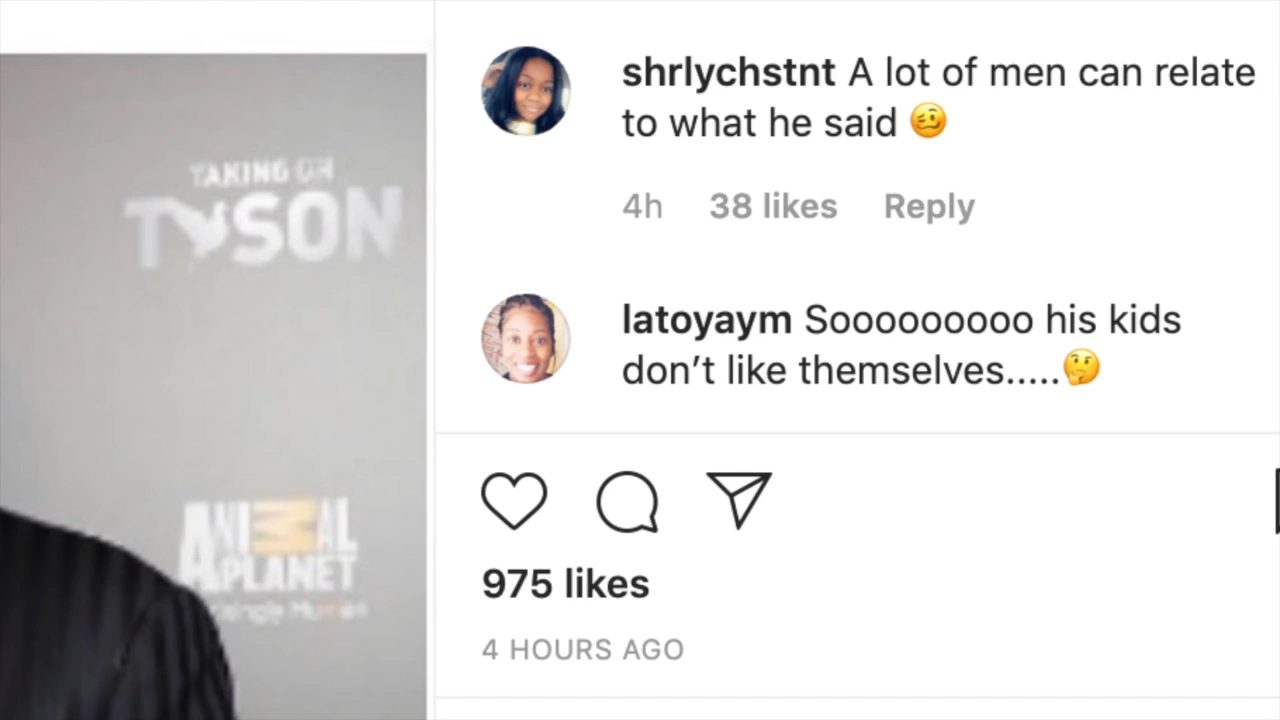 TAKING ON
TYSON
ANIMAL
PLANET
shrlychstnt A lot of men can relate
to what he said 🥴
4h 38 likes Reply
latoyaym Sooooooooo his kids
don’t like themselves.....🤔
975 likes
4 HOURS AGO